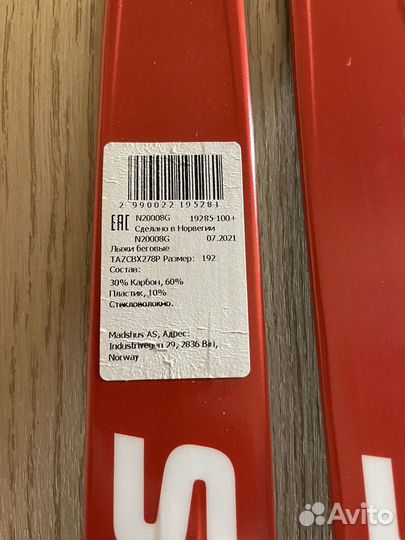 2 990022 195281
EAC N20008G 19285-100+
Сделано в Норвегии
N20008G 07.2021
Лыжи беговые
TAZCBX278P Размер: 192
Состав:
30% Карбон, 60%
Пластик, 10%
Стекловолокно.
Madshus AS, Адрес:
Industrivegen 29, 2836 Biri,
Norway
S
Avito